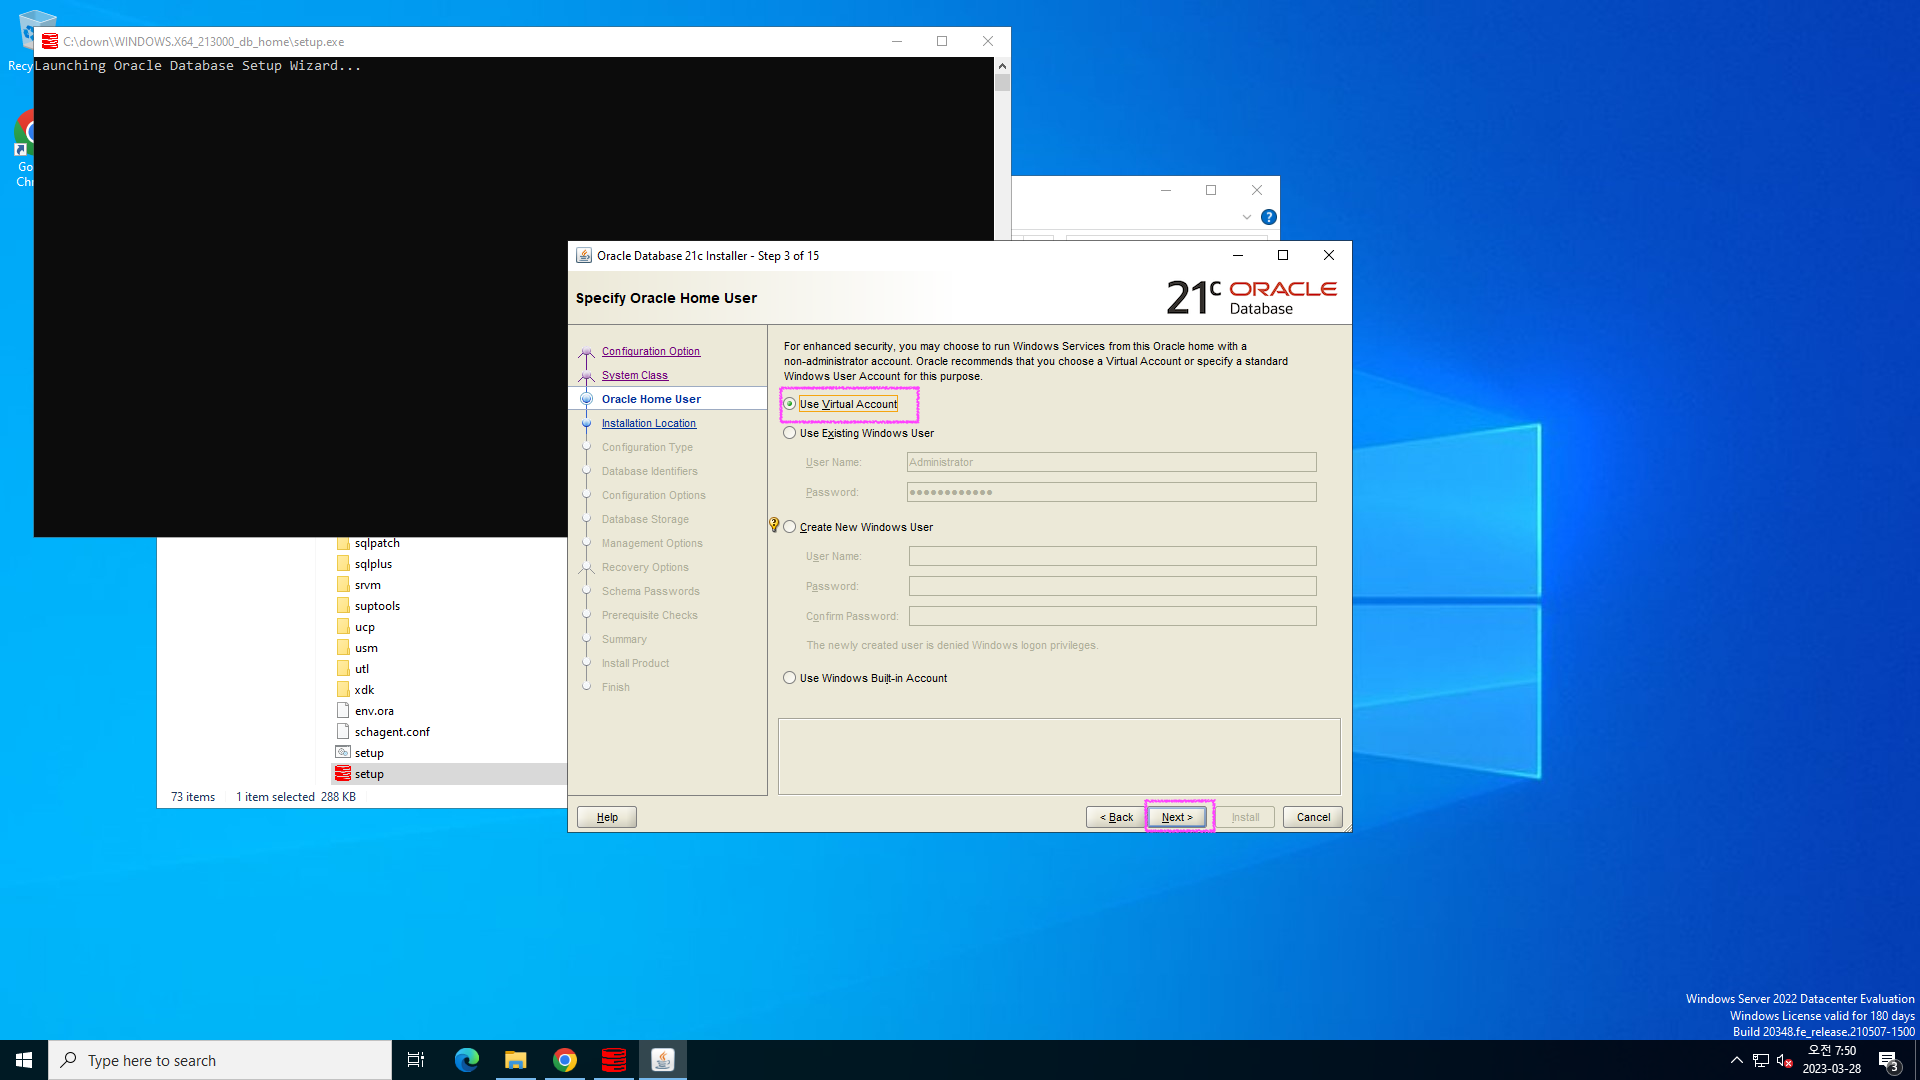 C:\down\WINDOWS.X64_213000_db_home\setup.exe
Launching Oracle Database Setup Wizard...
Oracle Database 21c Installer - Step 3 of 15
Specify Oracle Home User
21c ORACLE
Database
Configuration Option
System Class
Oracle Home User
Installation Location
Configuration Type
Database Identifiers
Configuration Options
Database Storage
Management Options
Recovery Options
Schema Passwords
Prerequisite Checks
Summary
Install Product
Finish
For enhanced security, you may choose to run Windows Services from this Oracle home with a
non-administrator account. Oracle recommends that you choose a Virtual Account or specify a standard
Windows User Account for this purpose.
Use Virtual Account
Use Existing Windows User
User Name: Administrator
Password: ●●●●●●●●●●●●
Create New Windows User
User Name:
Password:
Confirm Password:
The newly created user is denied Windows logon privileges.
Use Windows Built-in Account
Help
< Back
Next >
Install
Cancel
sqlpatch
sqlplus
srvm
suptools
ucp
usm
utl
xdk
env.ora
schagent.conf
setup
setup
73 items
1 item selected 288 KB
Windows Server 2022 Datacenter Evaluation
Windows License valid for 180 days
Build 20348.fe_release.210507-1500
Type here to search
오전 7:50
2023-03-28
3